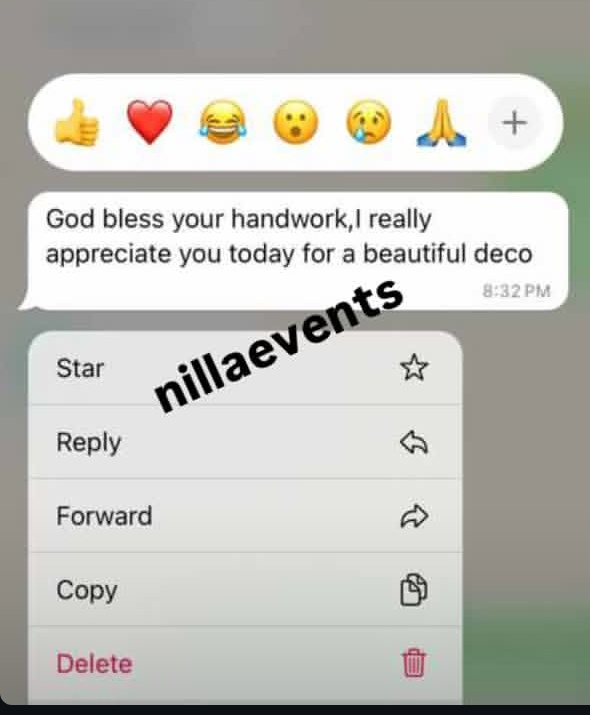 👍❤️😂😮😢🙏+
God bless your handwork,I really
appreciate you today for a beautiful deco
8:32 PM
nillaevents
Star
Reply
Forward
Copy
Delete